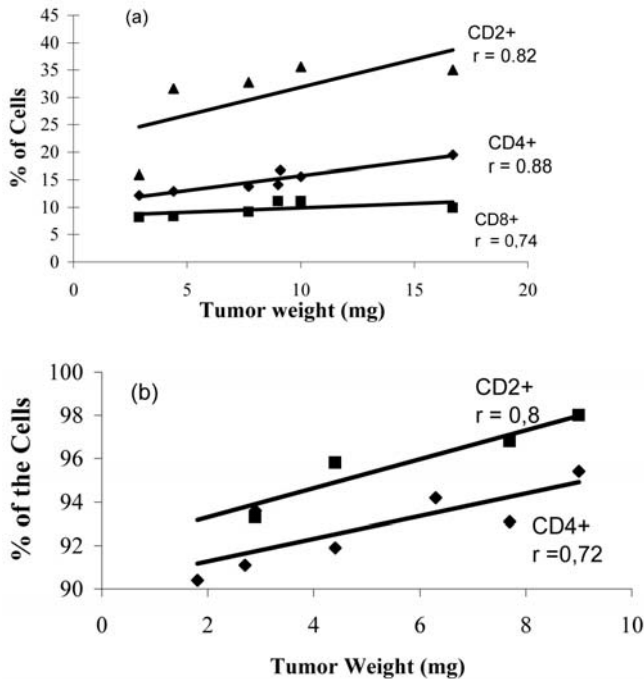 (a)
50
45
40
35
30
25
20
15
10
5
0
% of Cells
CD2+
r = 0.82
CD4+
r = 0.88
CD8+
r = 0,74
0 5 10 15 20
Tumor weight (mg)
(b)
100
98
96
94
92
90
% of the Cells
CD2+
r = 0,8
CD4+
r =0,72
2 4 6 8 10
Tumor Weight (mg)